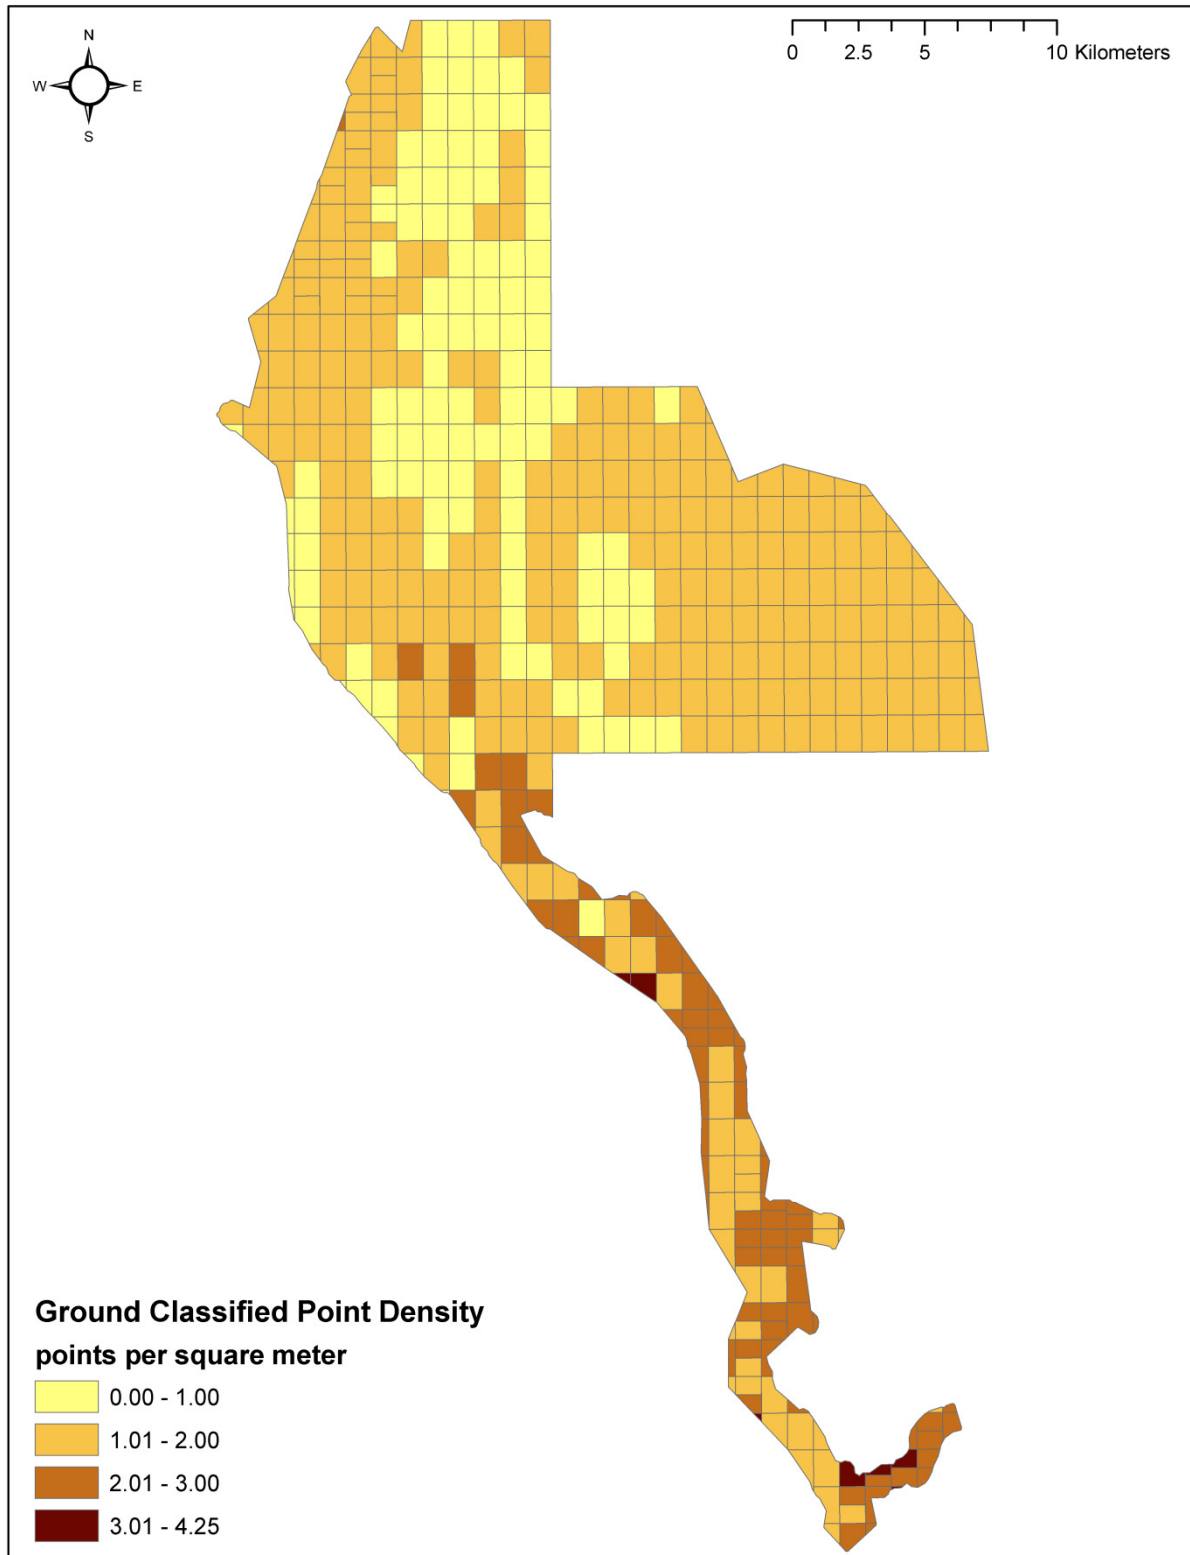 N
W E
S
0 2.5 5 10 Kilometers
Ground Classified Point Density
points per square meter
0.00 - 1.00
1.01 - 2.00
2.01 - 3.00
3.01 - 4.25